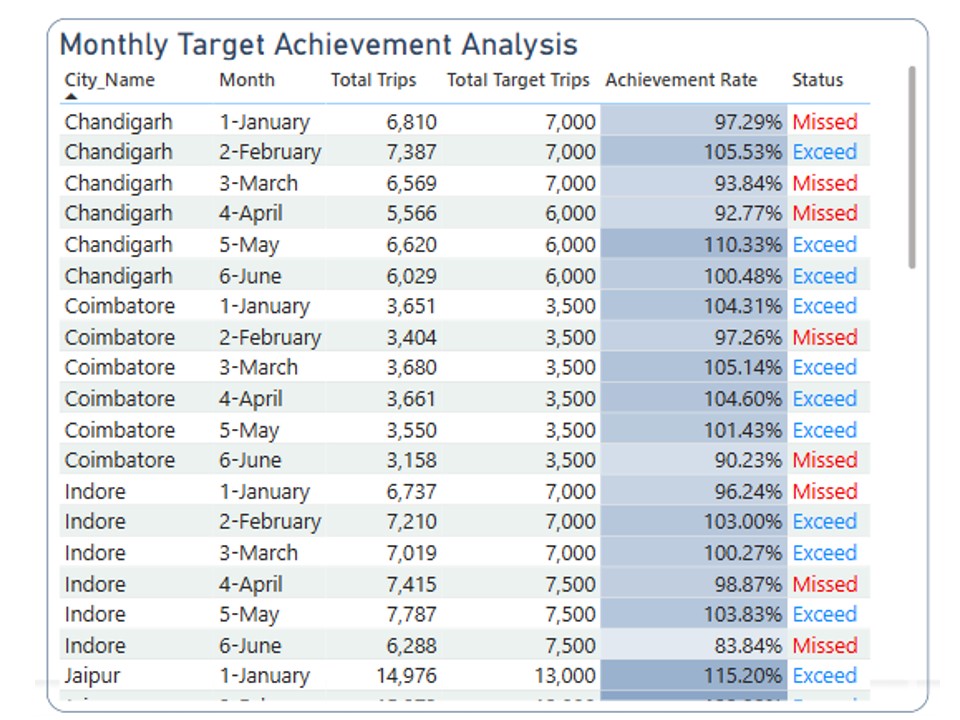 Monthly Target Achievement Analysis
City_Name Month Total Trips Total Target Trips Achievement Rate Status
Chandigarh 1-January 6,810 7,000 97.29% Missed
Chandigarh 2-February 7,387 7,000 105.53% Exceed
Chandigarh 3-March 6,569 7,000 93.84% Missed
Chandigarh 4-April 5,566 6,000 92.77% Missed
Chandigarh 5-May 6,620 6,000 110.33% Exceed
Chandigarh 6-June 6,029 6,000 100.48% Exceed
Coimbatore 1-January 3,651 3,500 104.31% Exceed
Coimbatore 2-February 3,404 3,500 97.26% Missed
Coimbatore 3-March 3,680 3,500 105.14% Exceed
Coimbatore 4-April 3,661 3,500 104.60% Exceed
Coimbatore 5-May 3,550 3,500 101.43% Exceed
Coimbatore 6-June 3,158 3,500 90.23% Missed
Indore 1-January 6,737 7,000 96.24% Missed
Indore 2-February 7,210 7,000 103.00% Exceed
Indore 3-March 7,019 7,000 100.27% Exceed
Indore 4-April 7,415 7,500 98.87% Missed
Indore 5-May 7,787 7,500 103.83% Exceed
Indore 6-June 6,288 7,500 83.84% Missed
Jaipur 1-January 14,976 13,000 115.20% Exceed